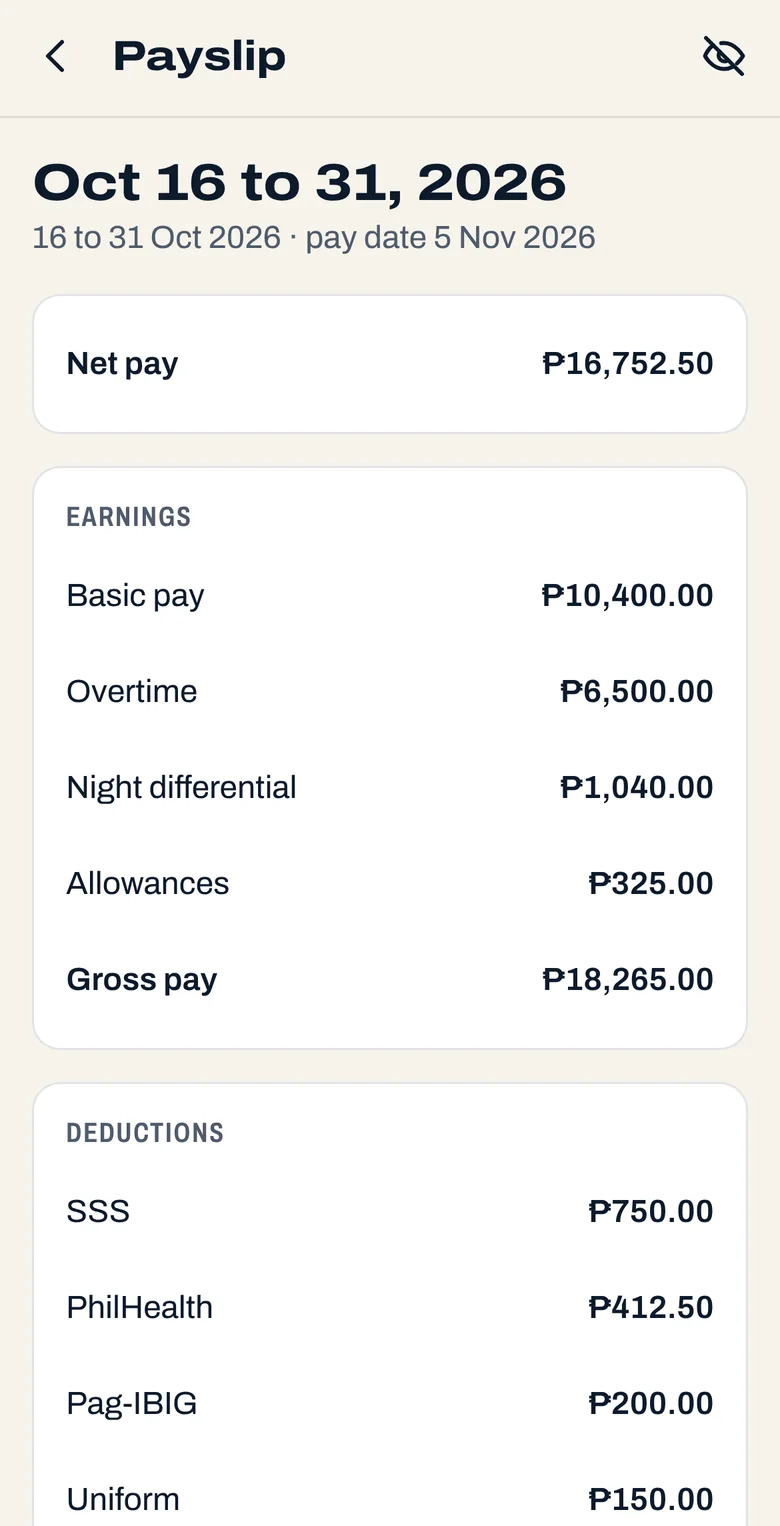 Payslip
Oct 16 to 31, 2026
16 to 31 Oct 2026 · pay date 5 Nov 2026
Net pay ₱16,752.50
EARNINGS
Basic pay ₱10,400.00
Overtime ₱6,500.00
Night differential ₱1,040.00
Allowances ₱325.00
Gross pay ₱18,265.00
DEDUCTIONS
SSS ₱750.00
PhilHealth ₱412.50
Pag-IBIG ₱200.00
Uniform ₱150.00